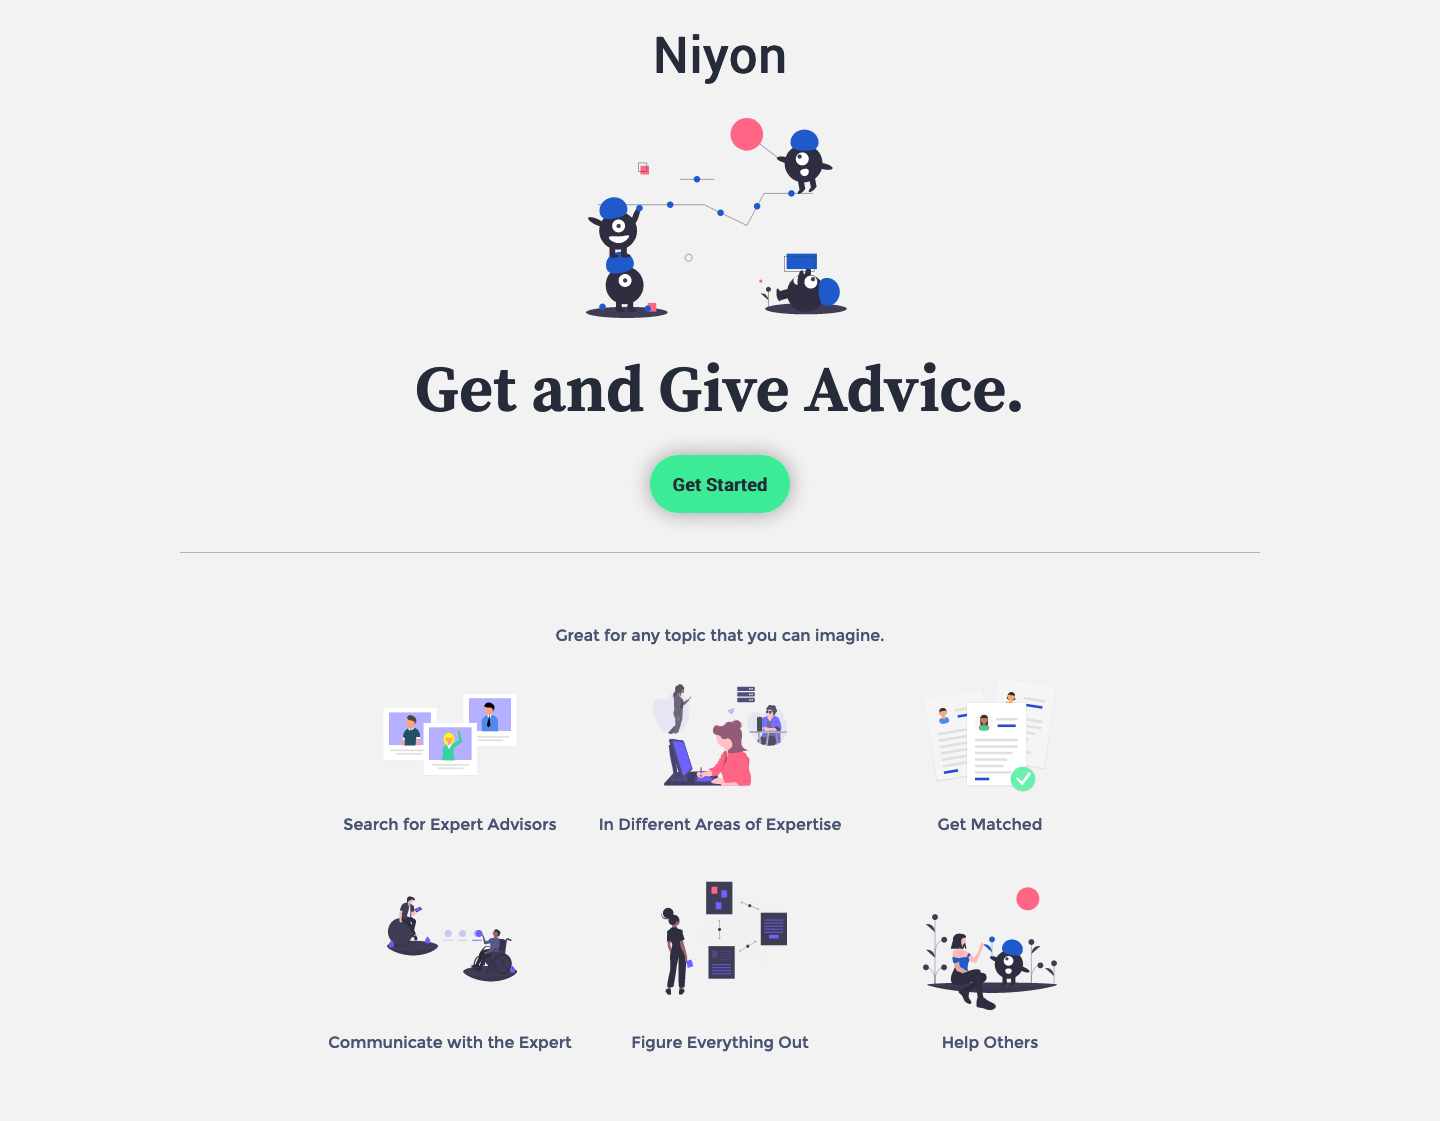 Niyon
Get and Give Advice.
Get Started
Great for any topic that you can imagine.
Search for Expert Advisors
In Different Areas of Expertise
Get Matched
Communicate with the Expert
Figure Everything Out
Help Others